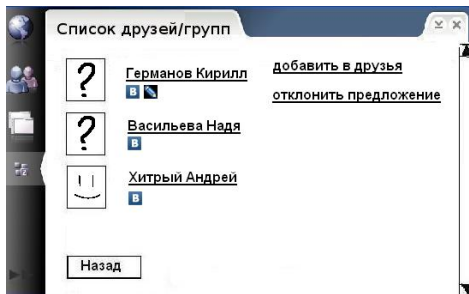 Список друзей/групп
Германов Кирилл
добавить в друзья
B
отклонить предложение
Васильева Надя
B
Хитрый Андрей
B
Назад